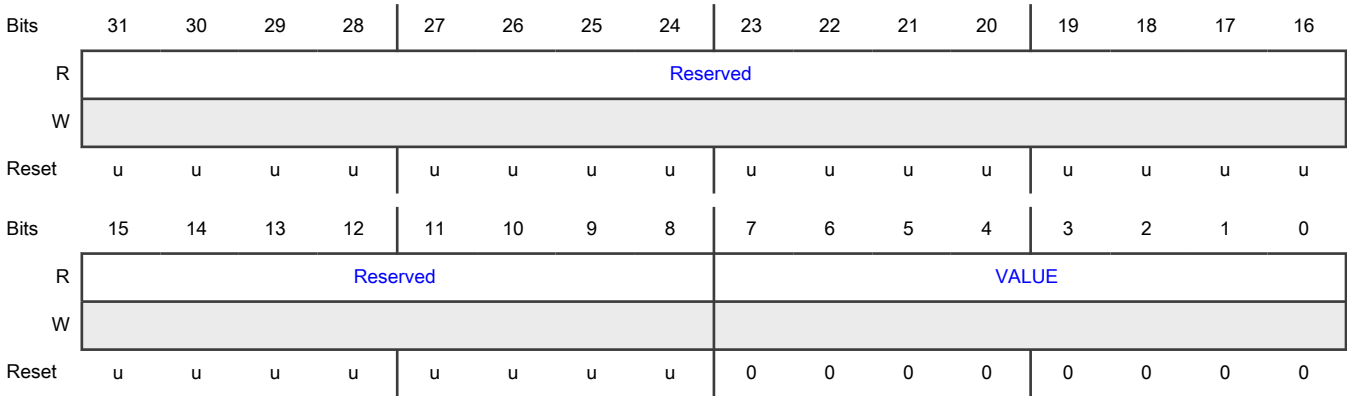 Bits 31 30 29 28 27 26 25 24 23 22 21 20 19 18 17 16
R Reserved
W
Reset u u u u u u u u u u u u u u u u
Bits 15 14 13 12 11 10 9 8 7 6 5 4 3 2 1 0
R Reserved VALUE
W
Reset u u u u u u u u 0 0 0 0 0 0 0 0